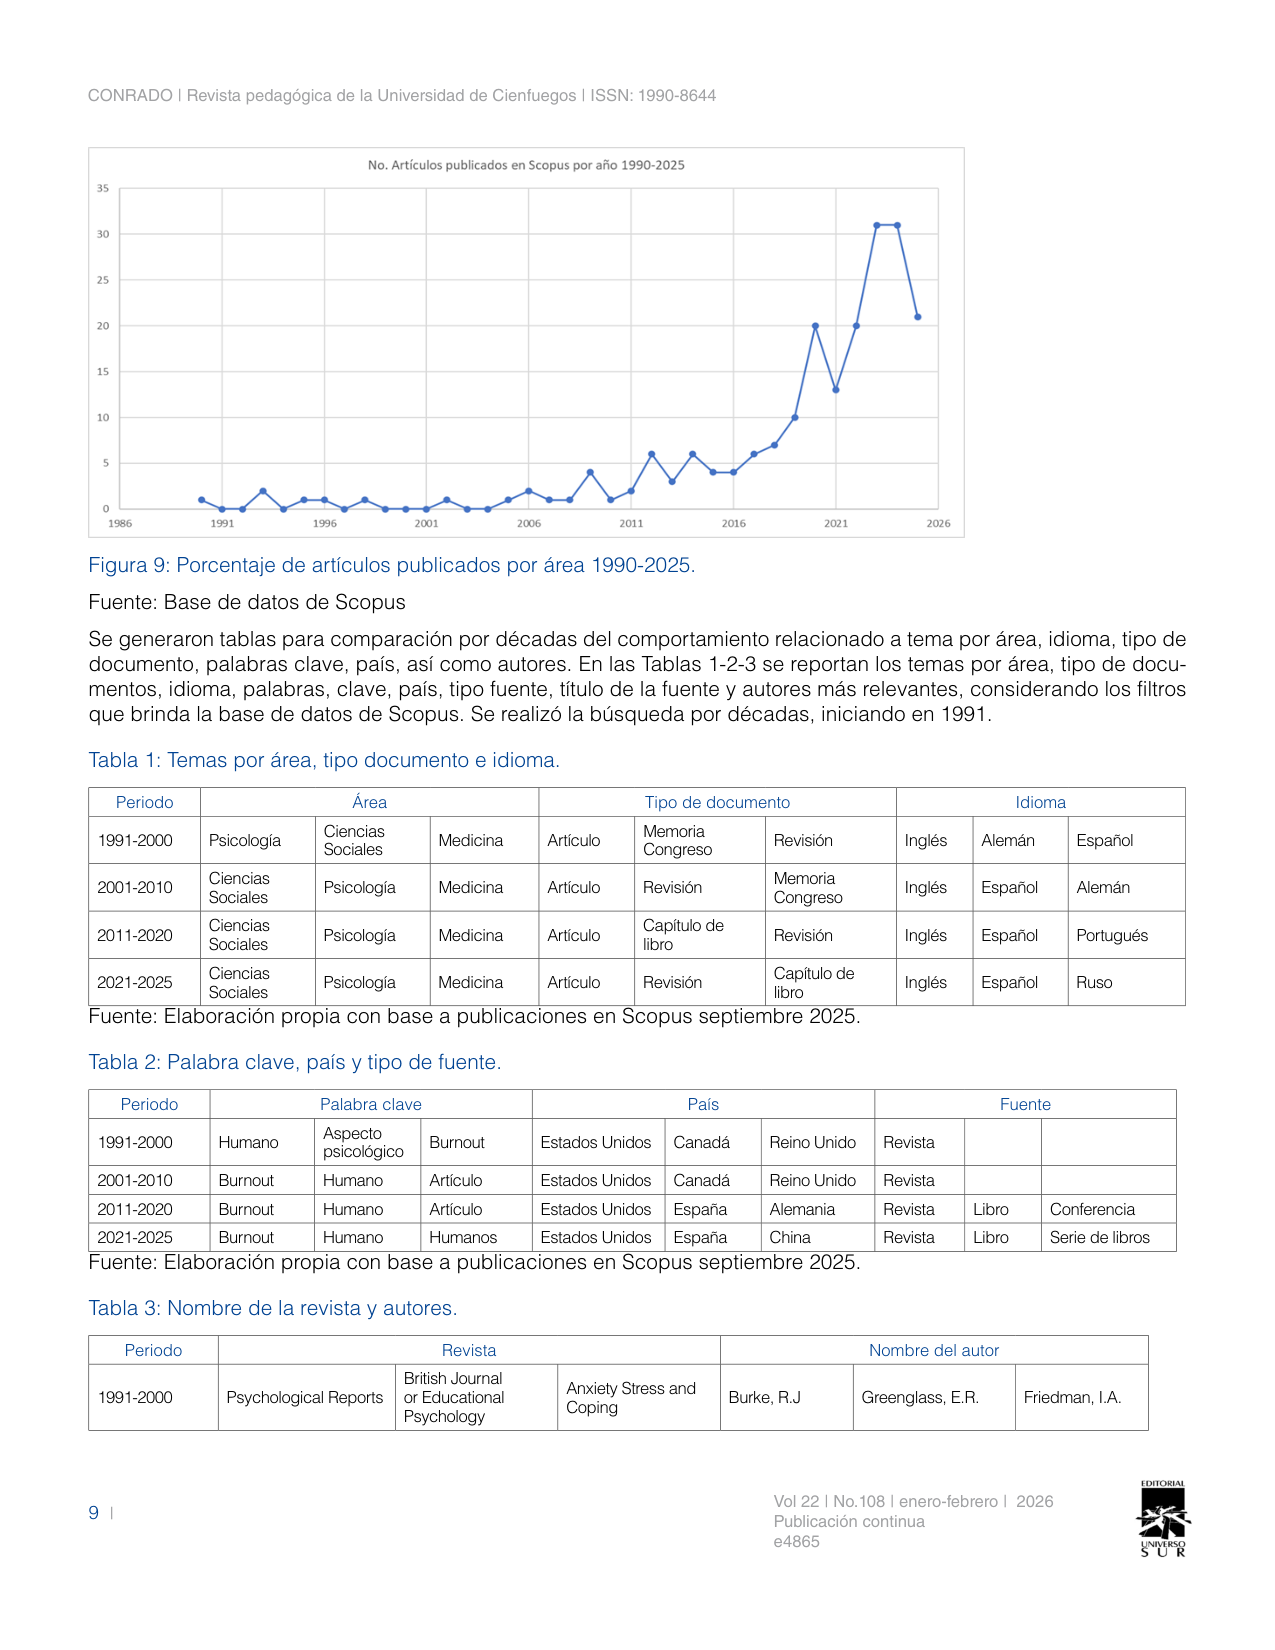 CONRADO | Revista pedagógica de la Universidad de Cienfuegos | ISSN: 1990-8644
No. Artículos publicados en Scopus por año 1990-2025
35
30
25
20
15
10
5
0
1986 1991 1996 2001 2006 2011 2016 2021 2026
Figura 9: Porcentaje de artículos publicados por área 1990-2025.
Fuente: Base de datos de Scopus
Se generaron tablas para comparación por décadas del comportamiento relacionado a tema por área, idioma, tipo de
documento, palabras clave, país, así como autores. En las Tablas 1-2-3 se reportan los temas por área, tipo de docu-
mentos, idioma, palabras, clave, país, tipo fuente, título de la fuente y autores más relevantes, considerando los filtros
que brinda la base de datos de Scopus. Se realizó la búsqueda por décadas, iniciando en 1991.
Tabla 1: Temas por área, tipo documento e idioma.
Periodo Área Tipo de documento Idioma
1991-2000 Psicología Ciencias Sociales Medicina Artículo Memoria Congreso Revisión Inglés Alemán Español
2001-2010 Ciencias Sociales Psicología Medicina Artículo Revisión Memoria Congreso Inglés Español Alemán
2011-2020 Ciencias Sociales Psicología Medicina Artículo Capítulo de libro Revisión Inglés Español Portugués
2021-2025 Ciencias Sociales Psicología Medicina Artículo Revisión Capítulo de libro Inglés Español Ruso
Fuente: Elaboración propia con base a publicaciones en Scopus septiembre 2025.
Tabla 2: Palabra clave, país y tipo de fuente.
Periodo Palabra clave País Fuente
1991-2000 Humano Aspecto psicológico Burnout Estados Unidos Canadá Reino Unido Revista
2001-2010 Burnout Humano Artículo Estados Unidos Canadá Reino Unido Revista
2011-2020 Burnout Humano Artículo Estados Unidos España Alemania Revista Libro Conferencia
2021-2025 Burnout Humano Humanos Estados Unidos España China Revista Libro Serie de libros
Fuente: Elaboración propia con base a publicaciones en Scopus septiembre 2025.
Tabla 3: Nombre de la revista y autores.
Periodo Revista Nombre del autor
1991-2000 Psychological Reports British Journal or Educational Psychology Anxiety Stress and Coping Burke, R.J Greenglass, E.R. Friedman, I.A.
9 |
Vol 22 | No.108 | enero-febrero | 2026
Publicación continua
e4865
EDITORIAL
UNIVERSO
SUR